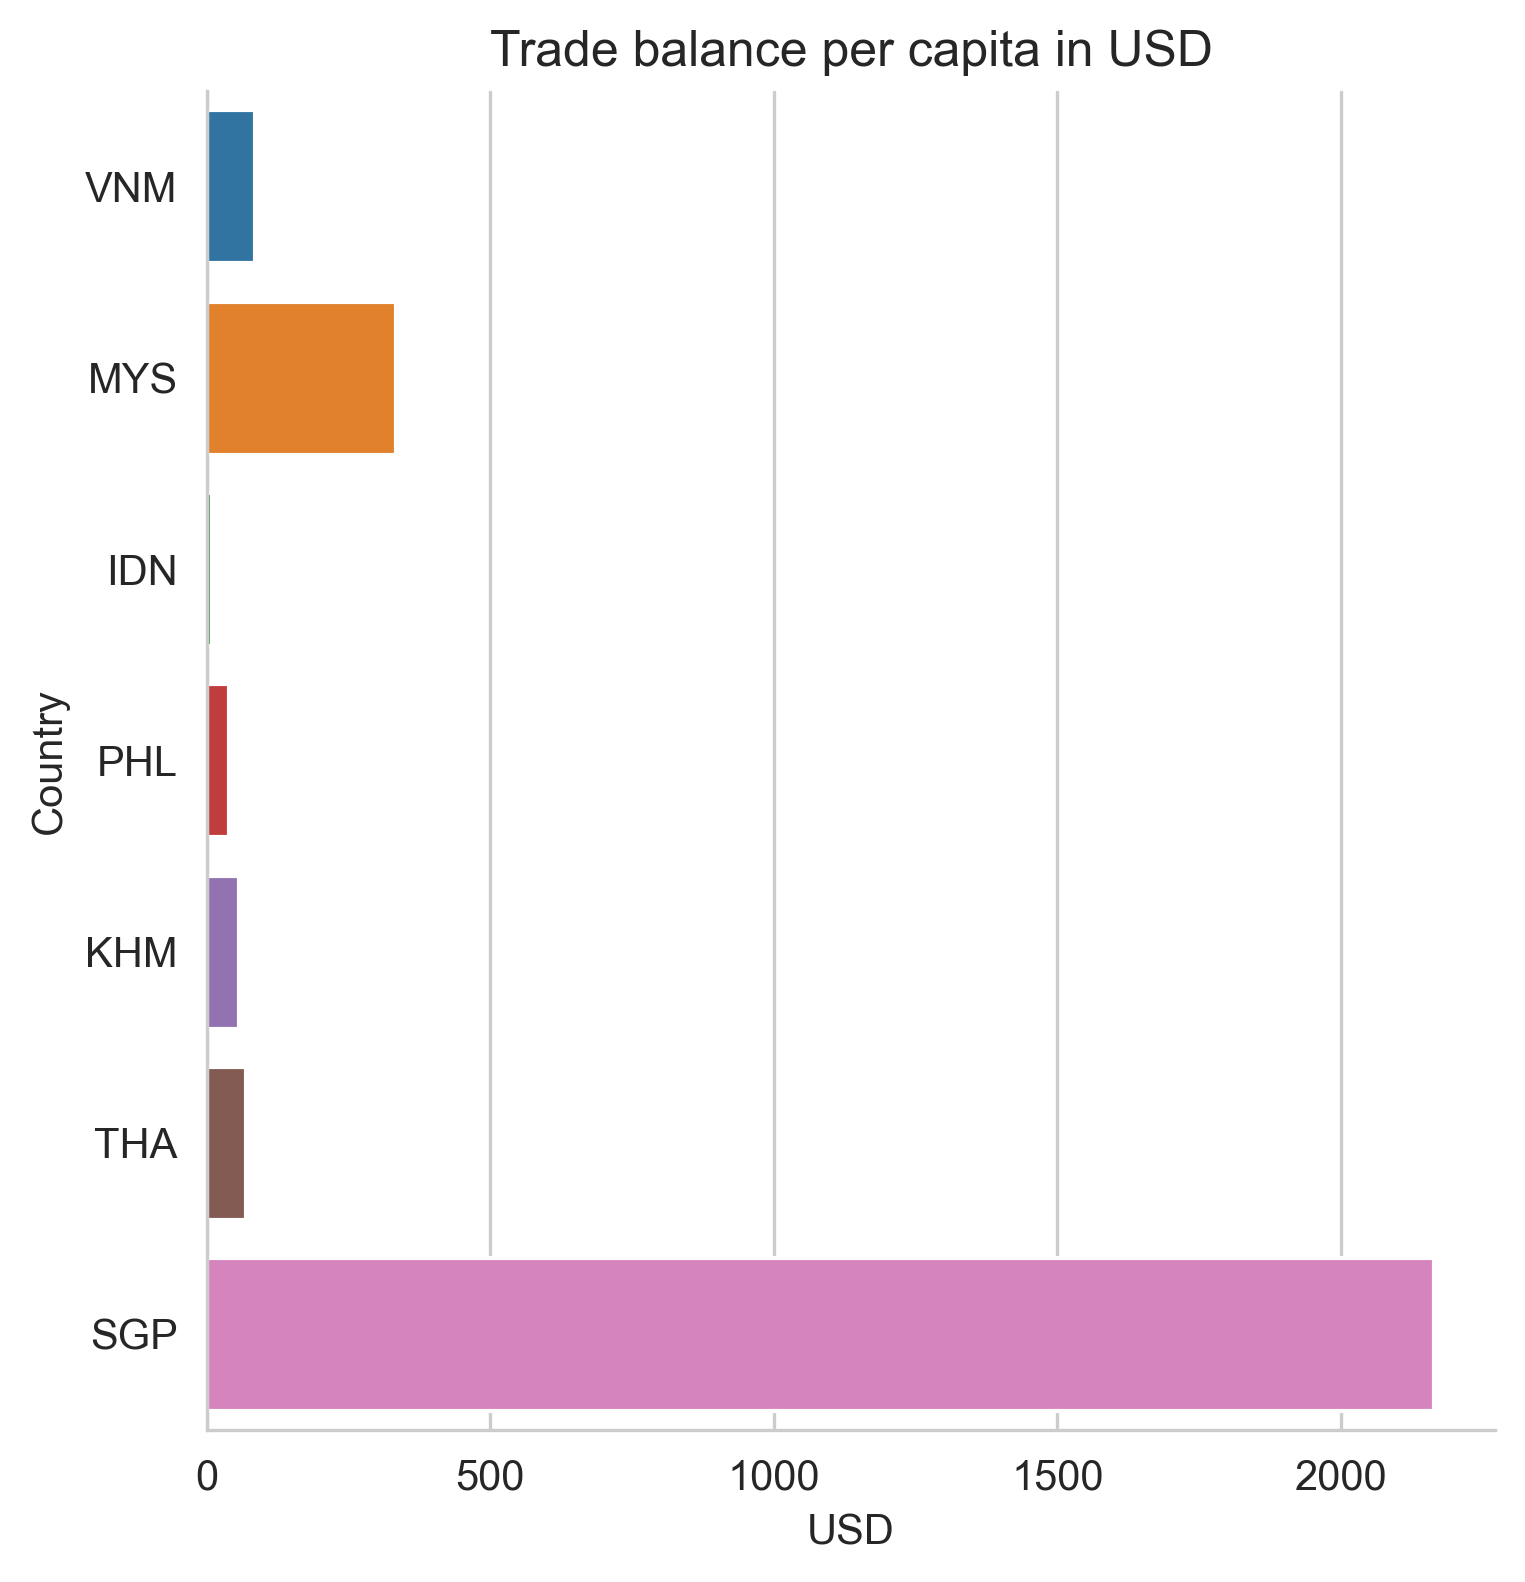 Trade balance per capita in USD
VNM
MYS
IDN
PHL
KHM
THA
SGP
Country
0 500 1000 1500 2000
USD